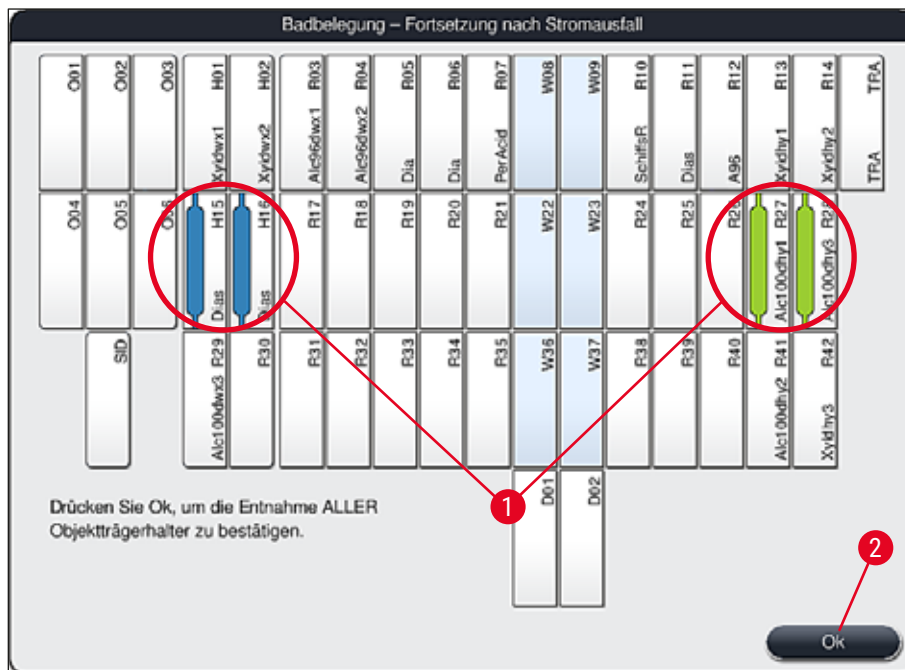 Badbelegung – Fortsetzung nach Stromausfall
O01
O02
O03
H01 Xyldwx1
H02 Xyldwx2
R03 Alc96dwx1
R04 Alc96dwx2
R05 Dia
R06 Dia
R07 PerAcid
W08
W09
R10 SchiffsR
R11 Dias
R12 A96
R13 Xyldhy1
R14 Xyldhy2
TRA TRA
O04
O05
O06
H15 Dias
H16 Dias
R17
R18
R19
R20
R21
W22
W23
R24
R25
R26
R27 Alc100dhy1
R28 Alc100dhy3
SID
R29 Alc100dwx3
R30
R31
R32
R33
R34
R35
W36
W37
R38
R39
R40
R41 Alc100dhy2
R42 Xyldhy3
D01
D02
1
Drücken Sie Ok, um die Entnahme ALLER
Objektträgerhalter zu bestätigen.
2
Ok